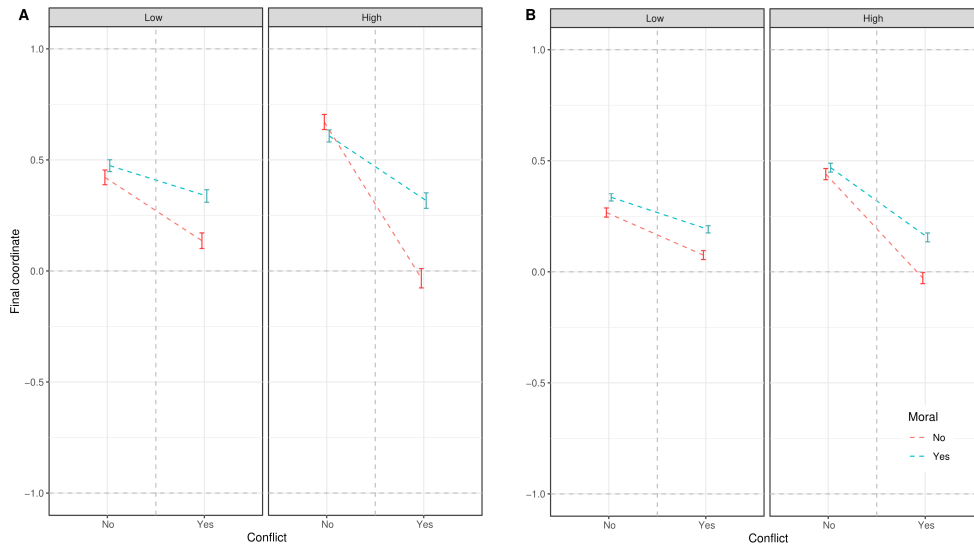 A
Low
High
Final coordinate
1.0
0.5
0.0
−0.5
−1.0
No
Yes
No
Yes
Conflict
B
Low
High
1.0
0.5
0.0
−0.5
−1.0
No
Yes
No
Yes
Conflict
Moral
No
Yes